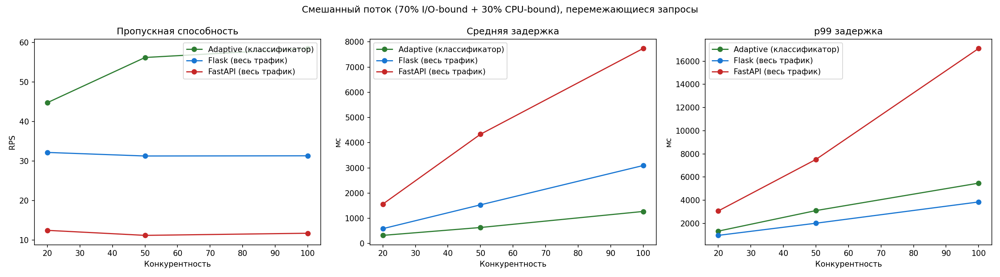 Смешанный поток (70% I/O-bound + 30% CPU-bound), перемежающиеся запросы
Пропускная способность
60
50
40
30
20
10
RPS
Adaptive (классификатор)
Flask (весь трафик)
FastAPI (весь трафик)
20 30 40 50 60 70 80 90 100
Конкурентность
Средняя задержка
8000
7000
6000
5000
4000
3000
2000
1000
0
мс
Adaptive (классификатор)
Flask (весь трафик)
FastAPI (весь трафик)
20 30 40 50 60 70 80 90 100
Конкурентность
p99 задержка
16000
14000
12000
10000
8000
6000
4000
2000
мс
Adaptive (классификатор)
Flask (весь трафик)
FastAPI (весь трафик)
20 30 40 50 60 70 80 90 100
Конкурентность